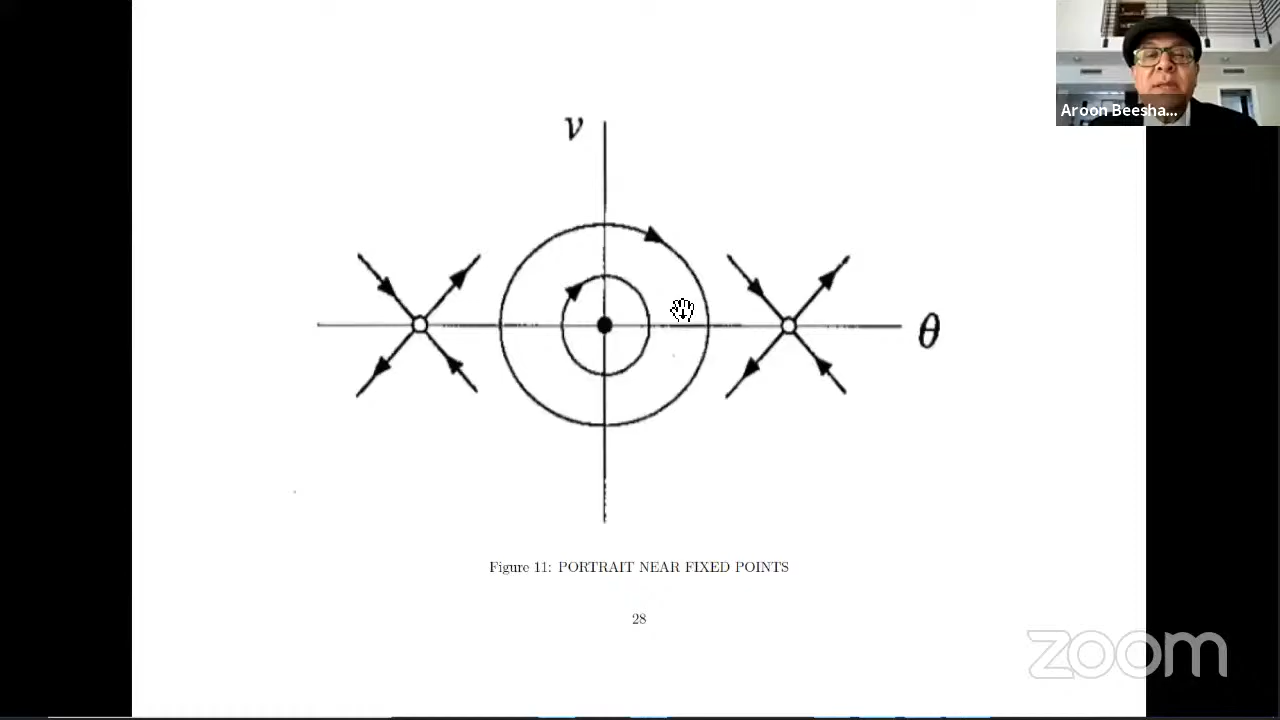 Aroon Beesha...
ν
θ
Figure 11: PORTRAIT NEAR FIXED POINTS
28
zoom